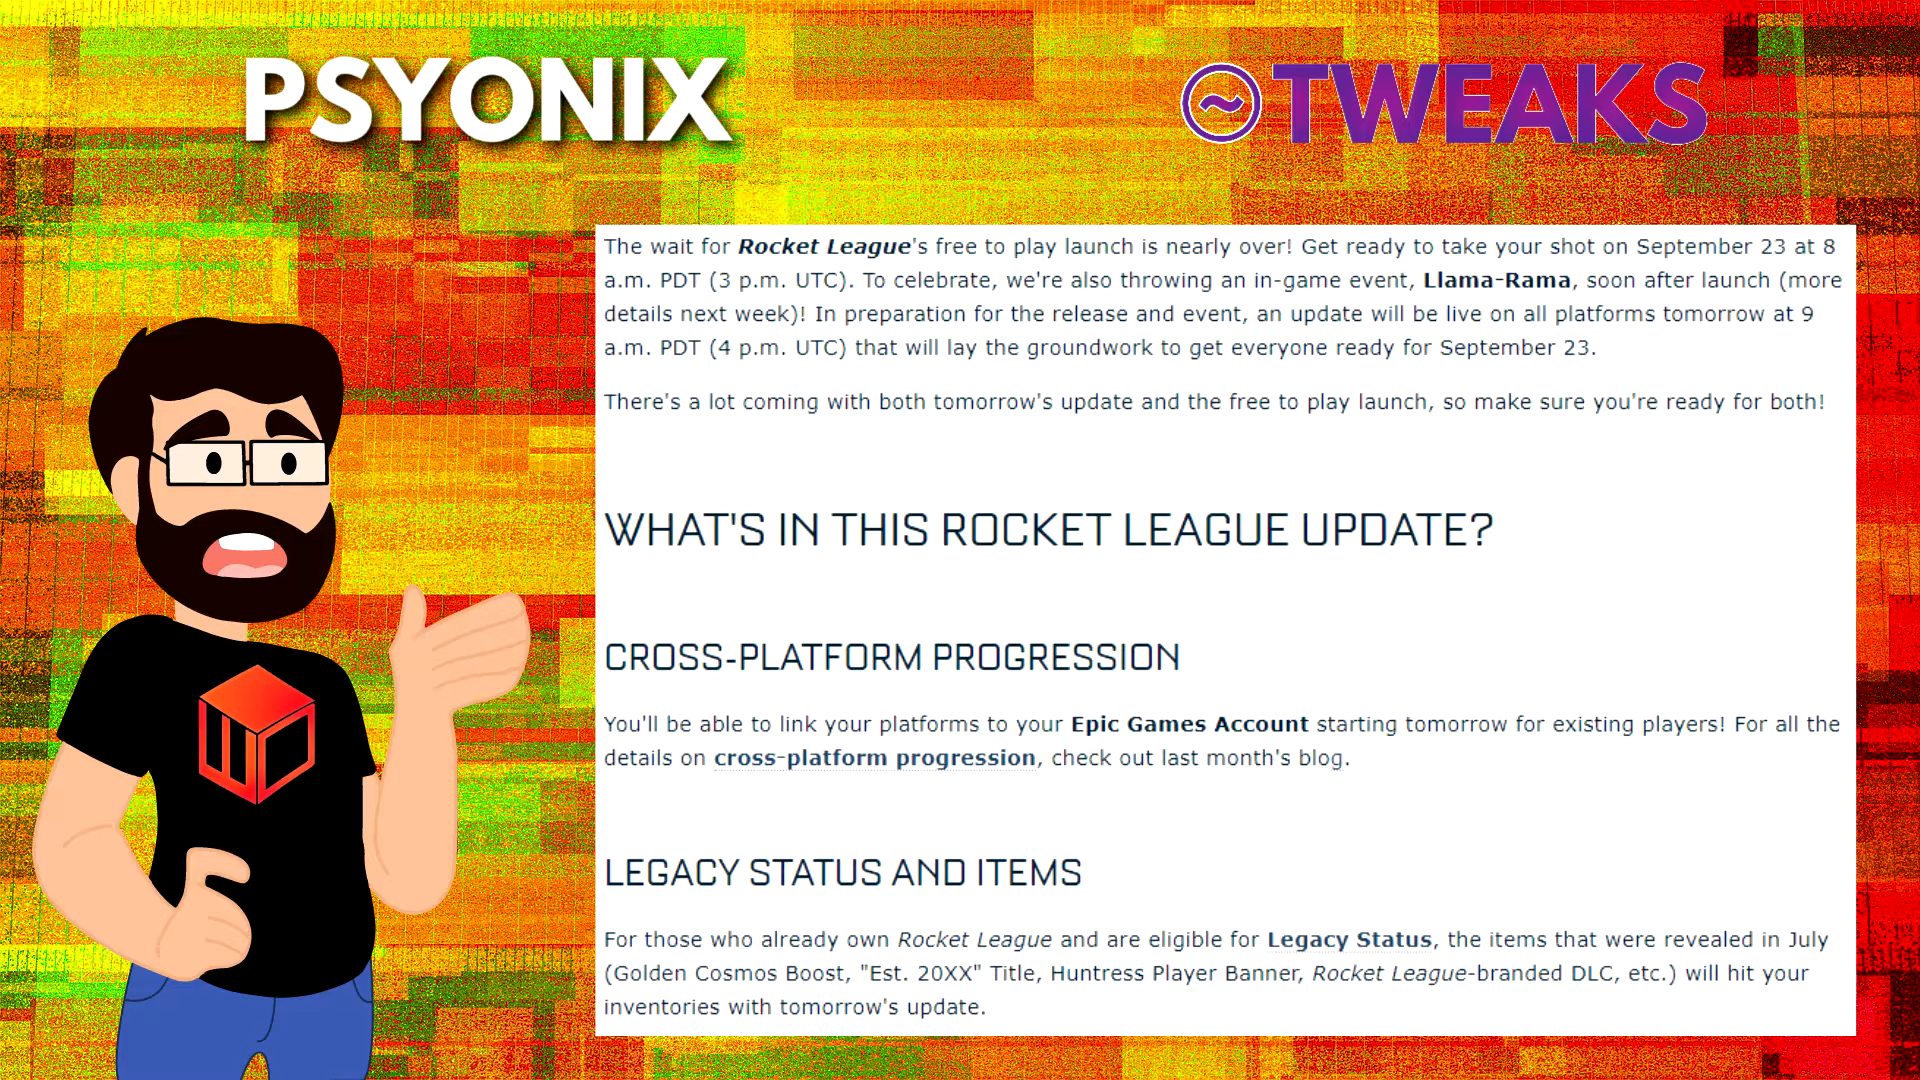 PSYONIX
TWEAKS
The wait for Rocket League's free to play launch is nearly over! Get ready to take your shot on September 23 at 8
a.m. PDT (3 p.m. UTC). To celebrate, we're also throwing an in-game event, Llama-Rama, soon after launch (more
details next week)! In preparation for the release and event, an update will be live on all platforms tomorrow at 9
a.m. PDT (4 p.m. UTC) that will lay the groundwork to get everyone ready for September 23.
There's a lot coming with both tomorrow's update and the free to play launch, so make sure you're ready for both!
WHAT'S IN THIS ROCKET LEAGUE UPDATE?
CROSS-PLATFORM PROGRESSION
You'll be able to link your platforms to your Epic Games Account starting tomorrow for existing players! For all the
details on cross-platform progression, check out last month's blog.
LEGACY STATUS AND ITEMS
For those who already own Rocket League and are eligible for Legacy Status, the items that were revealed in July
(Golden Cosmos Boost, "Est. 20XX" Title, Huntress Player Banner, Rocket League-branded DLC, etc.) will hit your
inventories with tomorrow's update.